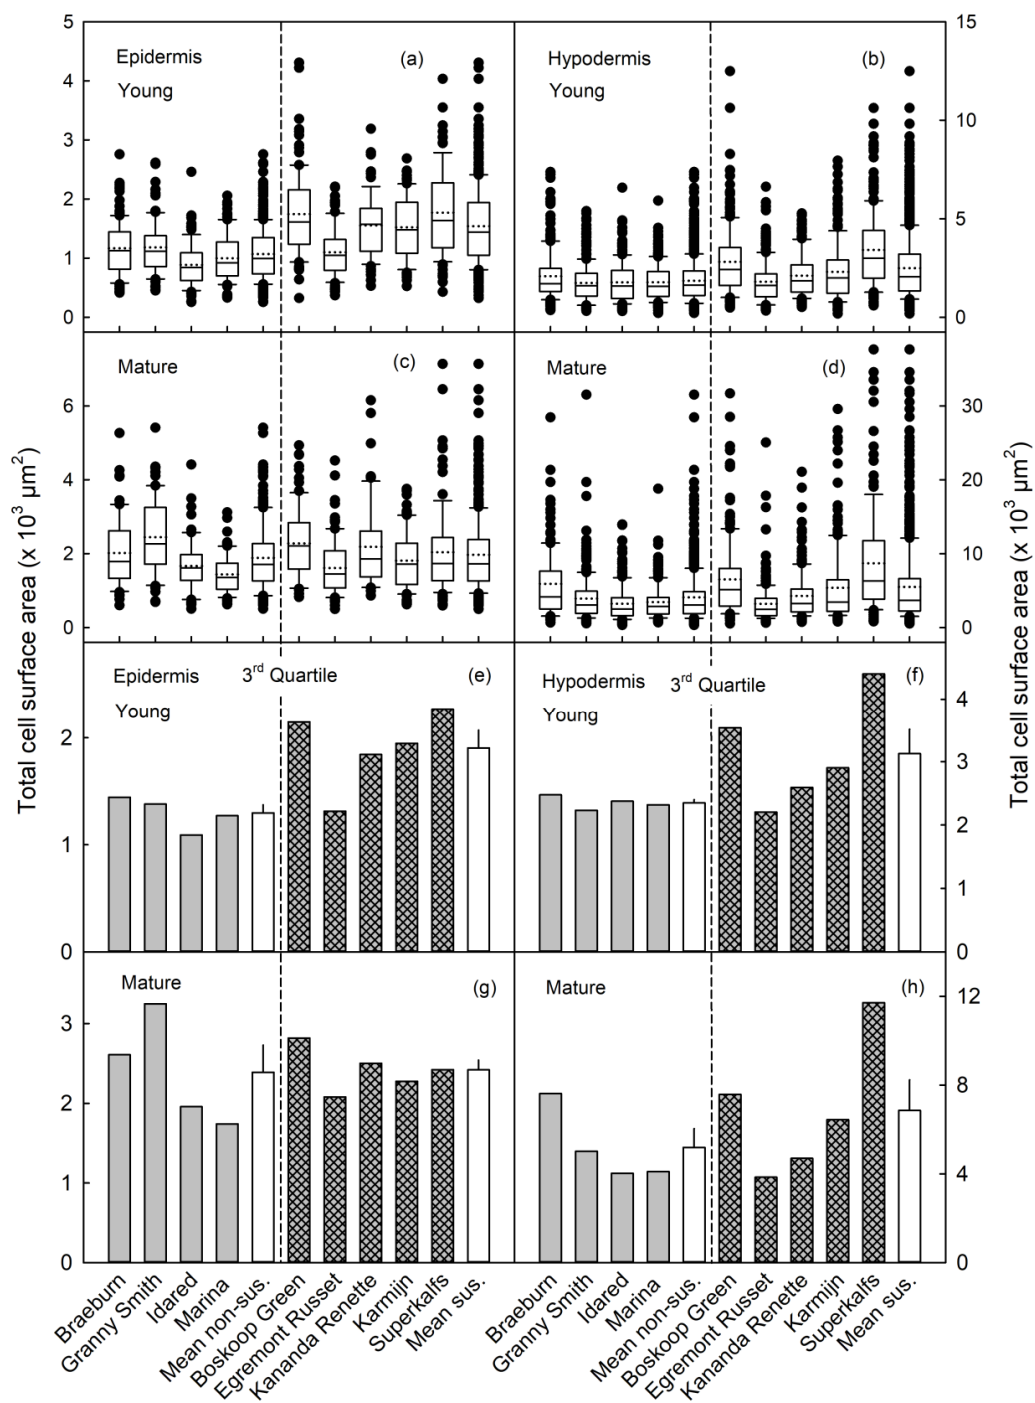 Total cell surface area (x 10³ µm²)
Total cell surface area (x 10³ µm²)
5
4
3
2
1
0
Epidermis
Young
(a)
Hypodermis
Young
(b)
15
10
5
0
6
4
2
0
Mature
(c)
Mature
(d)
30
20
10
0
2
1
0
Epidermis 3rd Quartile (e)
Young
Hypodermis 3rd Quartile (f)
Young
4
3
2
1
0
3
2
1
0
Mature
(g)
Mature
(h)
12
8
4
0
Braeburn
Granny Smith
Idared
Marina
Mean non-sus.
Boskoop Green
Egremont Russet
Kananda Renette
Karmijn
Superkalfs
Mean sus.
Braeburn
Granny Smith
Idared
Marina
Mean non-sus.
Boskoop Green
Egremont Russet
Kananda Renette
Karmijn
Superkalfs
Mean sus.